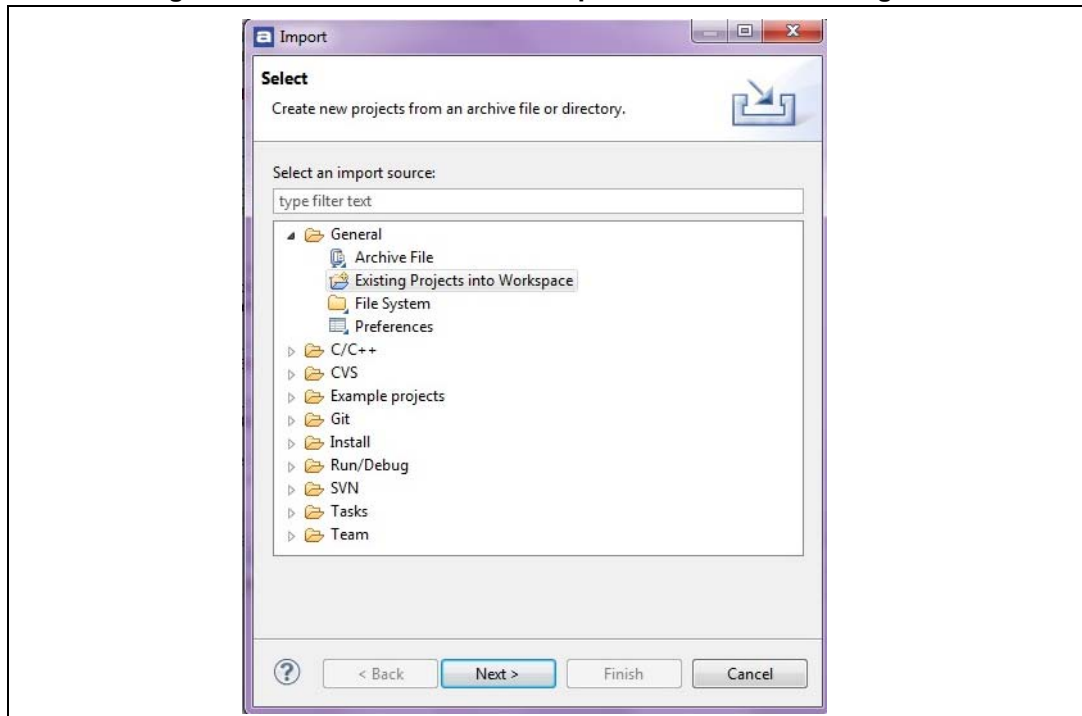 Import
Select
Create new projects from an archive file or directory.
Select an import source:
type filter text
General
Archive File
Existing Projects into Workspace
File System
Preferences
C/C++
CVS
Example projects
Git
Install
Run/Debug
SVN
Tasks
Team
< Back Next > Finish Cancel